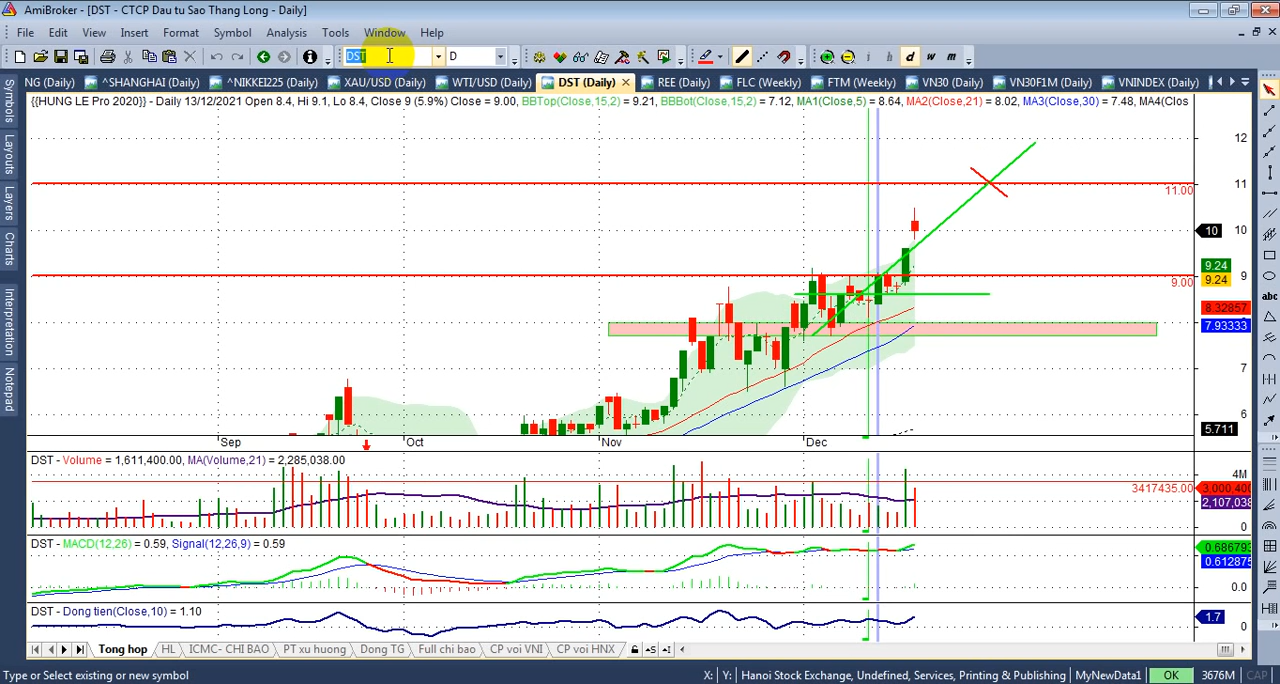 AmiBroker - [DST - CTCP Dau tu Sao Thang Long - Daily]
File Edit View Insert Format Symbol Analysis Tools Window Help
DST D d w m
NG (Daily) ^SHANGHAI (Daily) ^NIKKEI225 (Daily) XAU/USD (Daily) WTI/USD (Daily) DST (Daily) REE (Daily) FLC (Weekly) FTM (Weekly) VN30 (Daily) VN30F1M (Daily) VNINDEX (Daily)
{{HUNG LE Pro 2020}} - Daily 13/12/2021 Open 8.4, Hi 9.1, Lo 8.4, Close 9 (5.9%) Close = 9.00, BBTop(Close,15,2) = 9.21, BBBot(Close,15,2) = 7.12, MA1(Close,5) = 8.64, MA2(Close,21) = 8.02, MA3(Close,30) = 7.48, MA4(Clos
Symbols
Layouts
Layers
Charts
Interpretation
Notepad
12
11
11.00
10 10
9.24
9
9.24 9.00
8.32857
7.93333
7
6
5.711
Sep Oct Nov Dec
DST - Volume = 1,611,400.00, MA(Volume,21) = 2,285,038.00
4M
3417435.00 3,000,400
2,107,038
0
DST - MACD(12,26) = 0.59, Signal(12,26,9) = 0.59
0.686793
0.612875
0.0
DST - Dong tien(Close,10) = 1.10
1.7
0
Tong hop HL ICMC- CHI BAO PT xu huong Dong TG Full chi bao CP voi VNI CP voi HNX
abc
Type or Select existing or new symbol X: Y: Hanoi Stock Exchange, Undefined, Services, Printing & Publishing MyNewData1 OK 3676M CAP